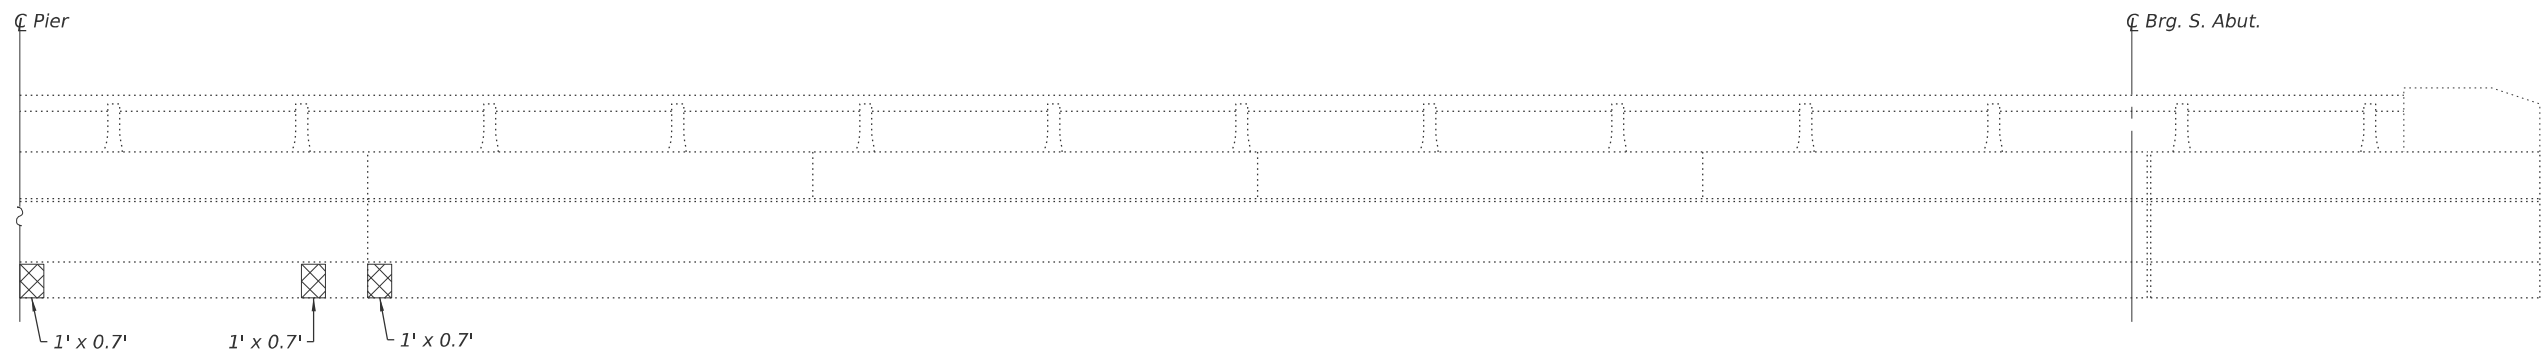 ℄ Pier
℄ Brg. S. Abut.
1' x 0.7'
1' x 0.7'
1' x 0.7'